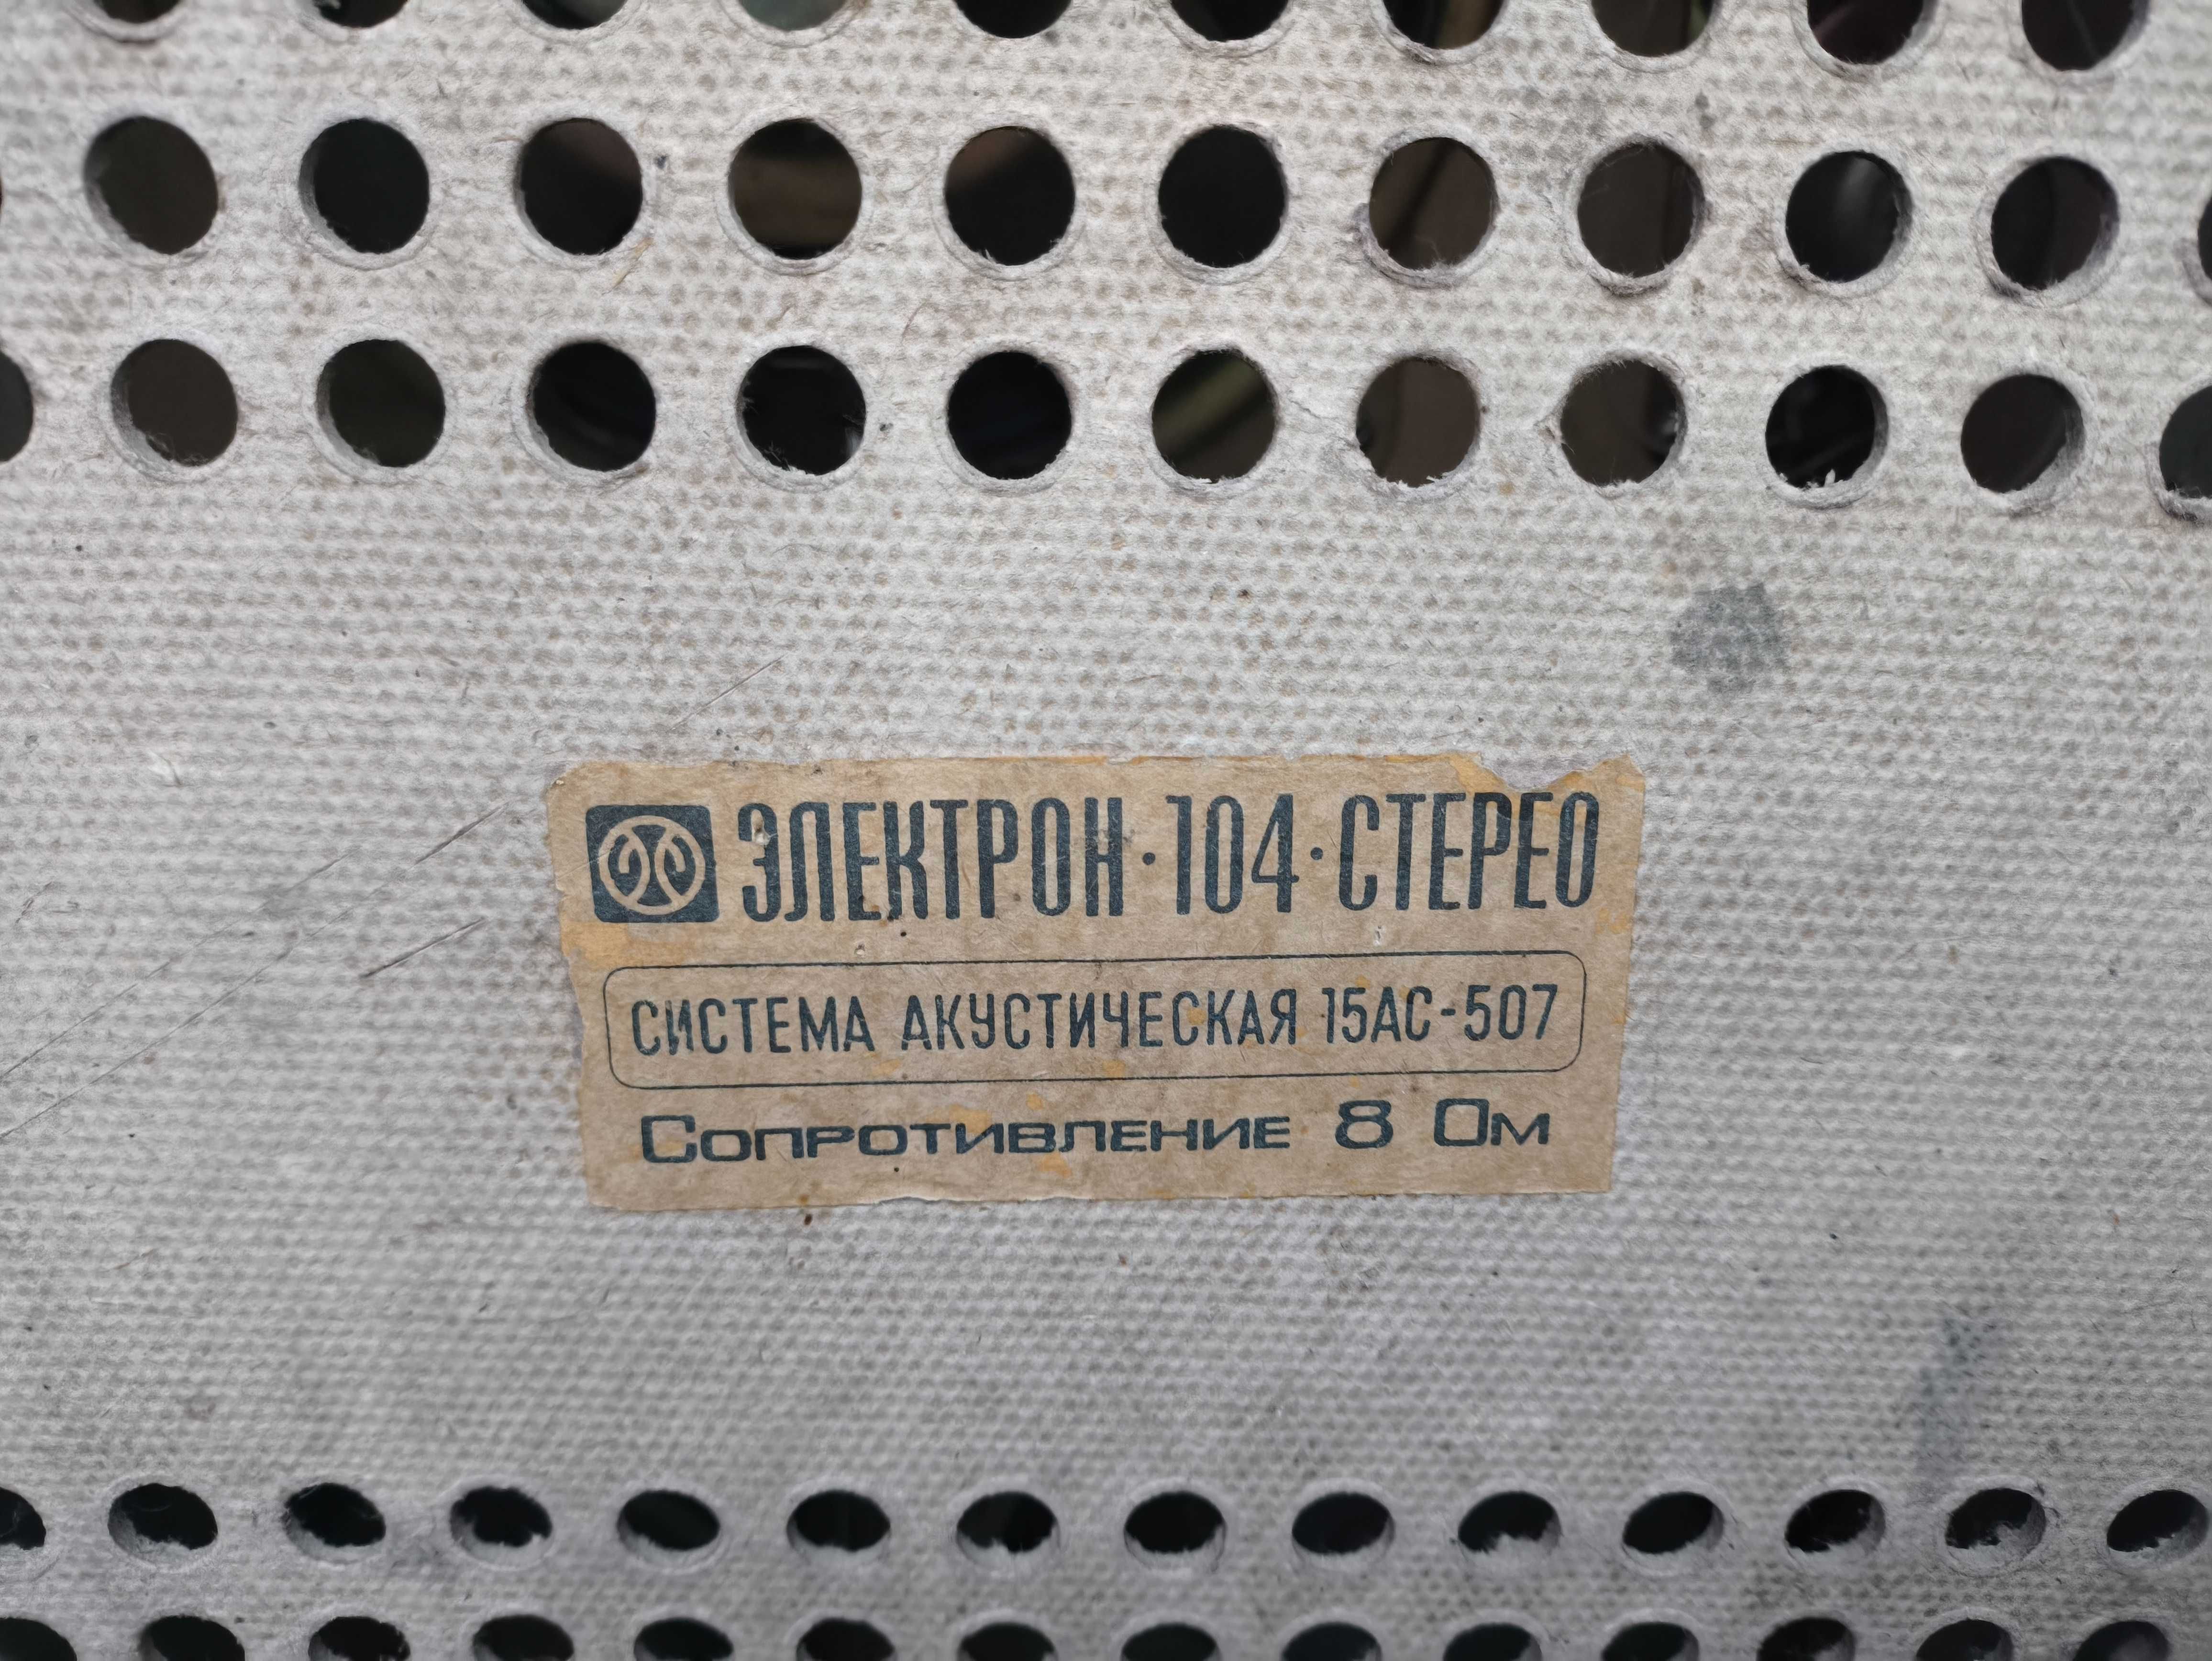 ЭЛЕКТРОН·104·СТЕРЕО
СИСТЕМА АКУСТИЧЕСКАЯ 15АС-507
Сопротивление 8 Ом